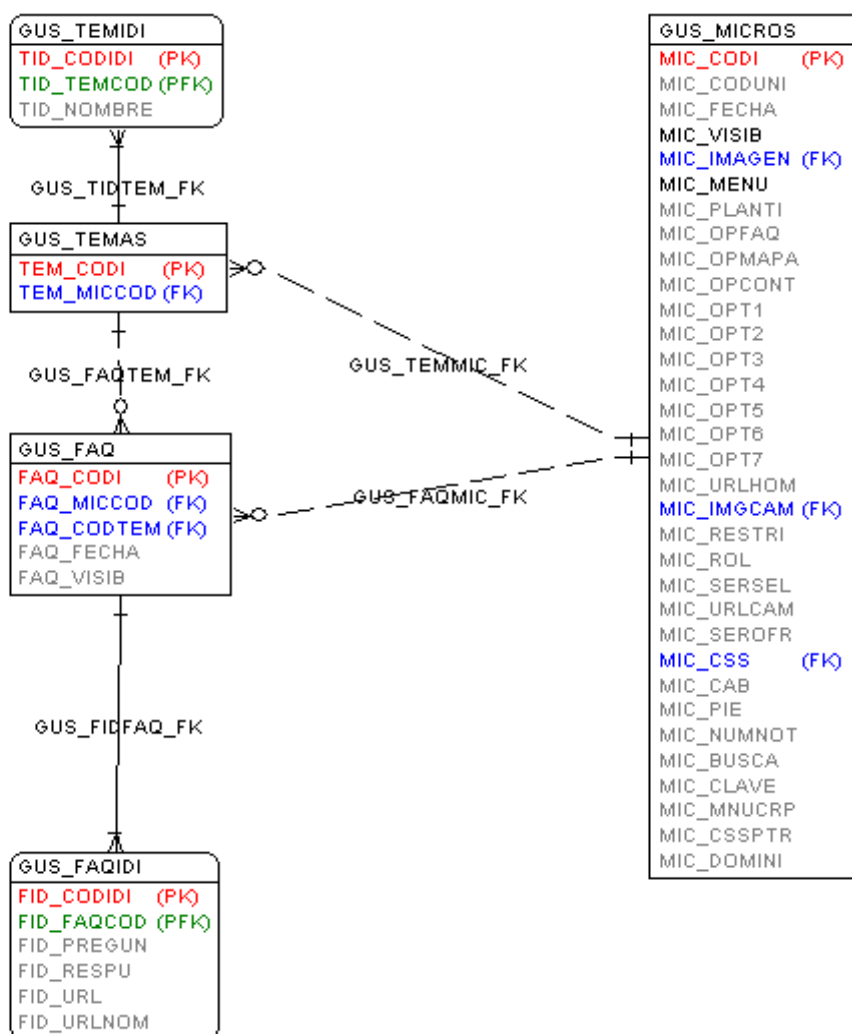 GUS_TEMIDI
TID_CODIDI (PK)
TID_TEMCOD (PFK)
TID_NOMBRE
GUS_TIDTEM_FK
GUS_TEMAS
TEM_CODI (PK)
TEM_MICCOD (FK)
GUS_FAQTEM_FK
GUS_TEMMIC_FK
GUS_FAQ
FAQ_CODI (PK)
FAQ_MICCOD (FK)
FAQ_CODTEM (FK)
FAQ_FECHA
FAQ_VISIB
GUS_FAQMIC_FK
GUS_FIDFAQ_FK
GUS_FAQIDI
FID_CODIDI (PK)
FID_FAQCOD (PFK)
FID_PREGUN
FID_RESPU
FID_URL
FID_URLNOM
GUS_MICROS
MIC_CODI (PK)
MIC_CODUNI
MIC_FECHA
MIC_VISIB
MIC_IMAGEN (FK)
MIC_MENU
MIC_PLANTI
MIC_OPFAQ
MIC_OPMAPA
MIC_OPCONT
MIC_OPT1
MIC_OPT2
MIC_OPT3
MIC_OPT4
MIC_OPT5
MIC_OPT6
MIC_OPT7
MIC_URLHOM
MIC_IMGCAM (FK)
MIC_RESTRI
MIC_ROL
MIC_SERSEL
MIC_URLCAM
MIC_SEROFR
MIC_CSS (FK)
MIC_CAB
MIC_PIE
MIC_NUMNOT
MIC_BUSCA
MIC_CLAVE
MIC_MNUCRP
MIC_CSSPTR
MIC_DOMINI